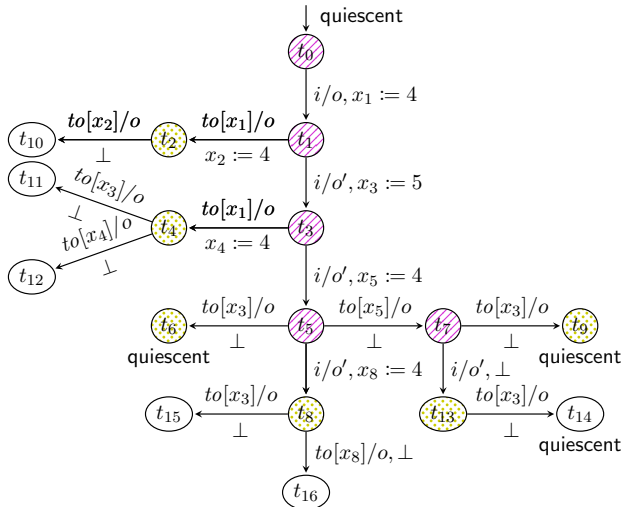 quiescent
t₀
i/o, x₁ := 4
to[x₂]/o
to[x₁]/o
t₁₀
t₂
t₁
⊥
x₂ := 4
t₁₁
to[x₃]/o
i/o′, x₃ := 5
⊥
to[x₁]/o
to[x₄]/o
t₄
t₃
⊥
x₄ := 4
t₁₂
i/o′, x₅ := 4
to[x₃]/o
to[x₅]/o
to[x₃]/o
t₆
t₅
t₇
t₉
⊥
⊥
⊥
quiescent
quiescent
i/o′, x₈ := 4
i/o′, ⊥
to[x₃]/o
to[x₃]/o
t₁₅
t₈
t₁₃
t₁₄
⊥
⊥
quiescent
to[x₈]/o, ⊥
t₁₆